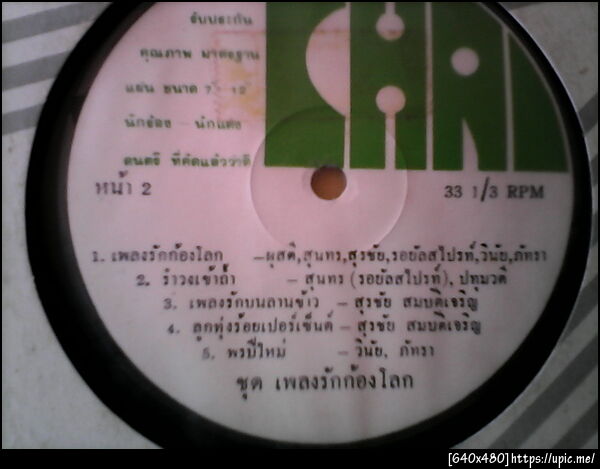 รับประกัน
คุณภาพ มาตรฐาน
แผ่น ขนาด 7"-12"
นักร้อง - นักแต่ง
ดนตรี ที่คัดแล้วว่าดี
CHAI
หน้า 2
33 1/3 RPM
1. เพลงรักก้องโลก -ผุสดี,สุนทร,สุรชัย,รอยัลสไปรท์,วินัย,ภัทรา
2. รำวงเข้าถ้ำ - สุนทร (รอยัลสไปรท์), ปทุมวดี
3. เพลงรักบนลานข้าว - สุรชัย สมบติเจริญ
4. ลูกทุ่งร้อยเปอร์เซ็นต์ - สุรชัย สมบติเจริญ
5. พรปีใหม่ - วินัย, ภัทรา
ชุด เพลงรักก้องโลก
[640x480]https://upic.me/